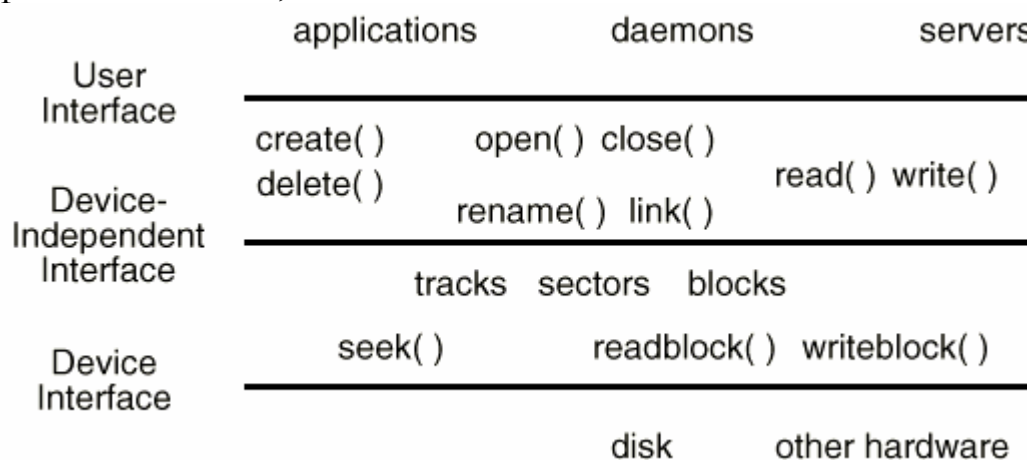 applications daemons servers
User
Interface
create( ) open( ) close( )
delete( ) read( ) write( )
Device-
Independent
Interface
rename( ) link( )
tracks sectors blocks
Device
Interface
seek( ) readblock( ) writeblock( )
disk other hardware